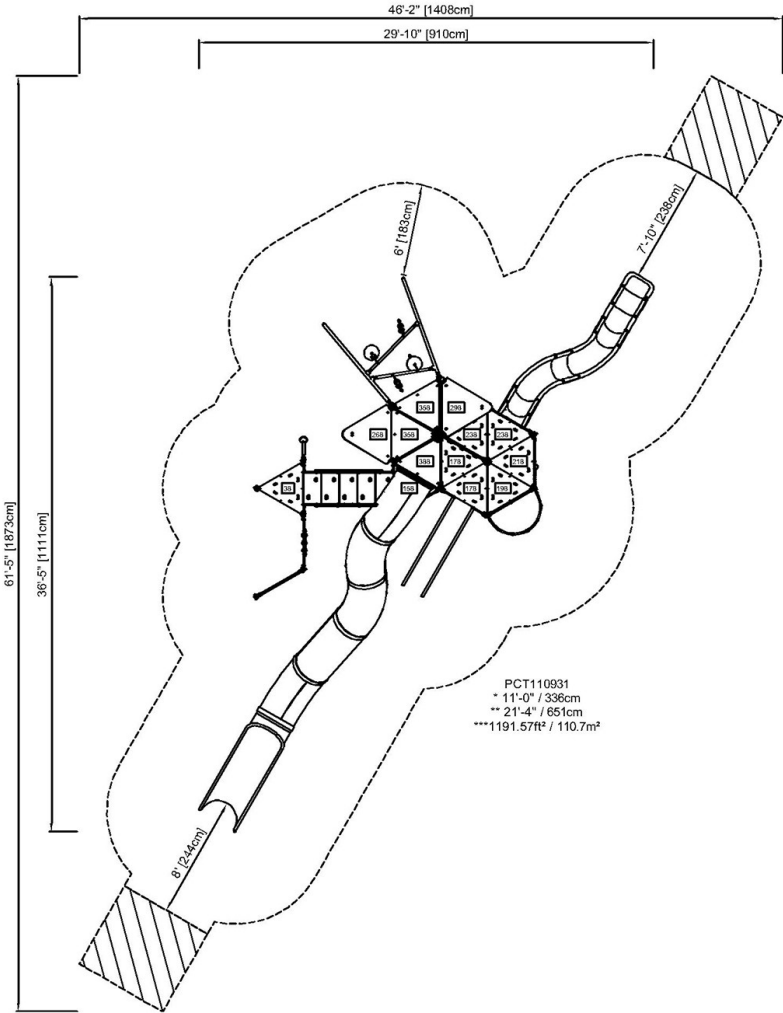 46'-2" [1408cm]
29'-10" [910cm]
7'-10" [238cm]
6' [183cm]
61'-5" [1873cm]
36'-5" [1111cm]
358
298
268
358
238
238
388
178
218
38
158
178
198
PCT110931
* 11'-0" / 336cm
** 21'-4" / 651cm
***1191.57ft² / 110.7m²
8' [244cm]